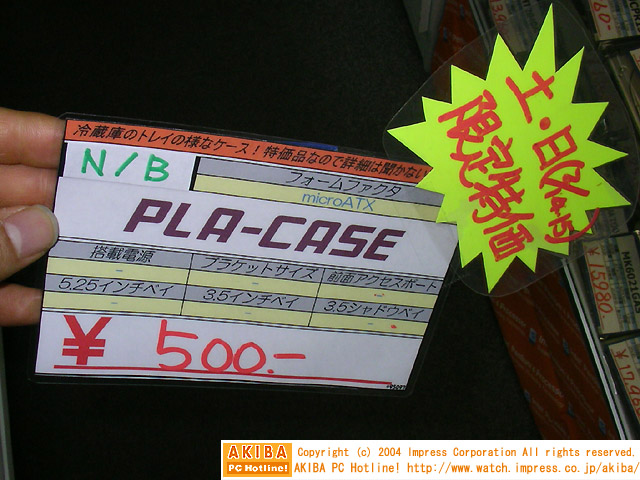 冷蔵庫のトレイの様なケース！特価品なので詳細は聞かない
N/B
フォームファクタ
microATX
PLA-CASE
搭載電源 ブラケットサイズ 前面アクセスポート
- - -
5.25インチベイ 3.5インチベイ 3.5シャドウベイ
- - -
¥ 500.-
土・日
限定特価
¥15980
AKIBA
PC Hotline!
Copyright (c) 2004 Impress Corporation All rights reserved.
AKIBA PC Hotline! http://www.watch.impress.co.jp/akiba/